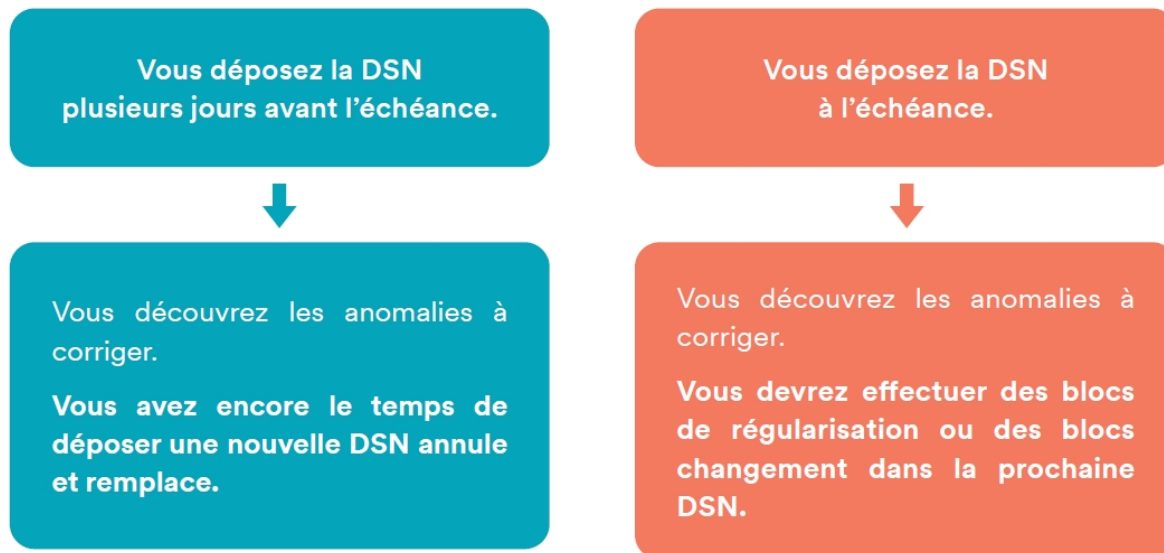 Vous déposez la DSN
plusieurs jours avant l’échéance.
Vous découvrez les anomalies à
corriger.
Vous avez encore le temps de
déposer une nouvelle DSN annule
et remplace.
Vous déposez la DSN
à l’échéance.
Vous découvrez les anomalies à
corriger.
Vous devrez effectuer des blocs
de régularisation ou des blocs
changement dans la prochaine
DSN.